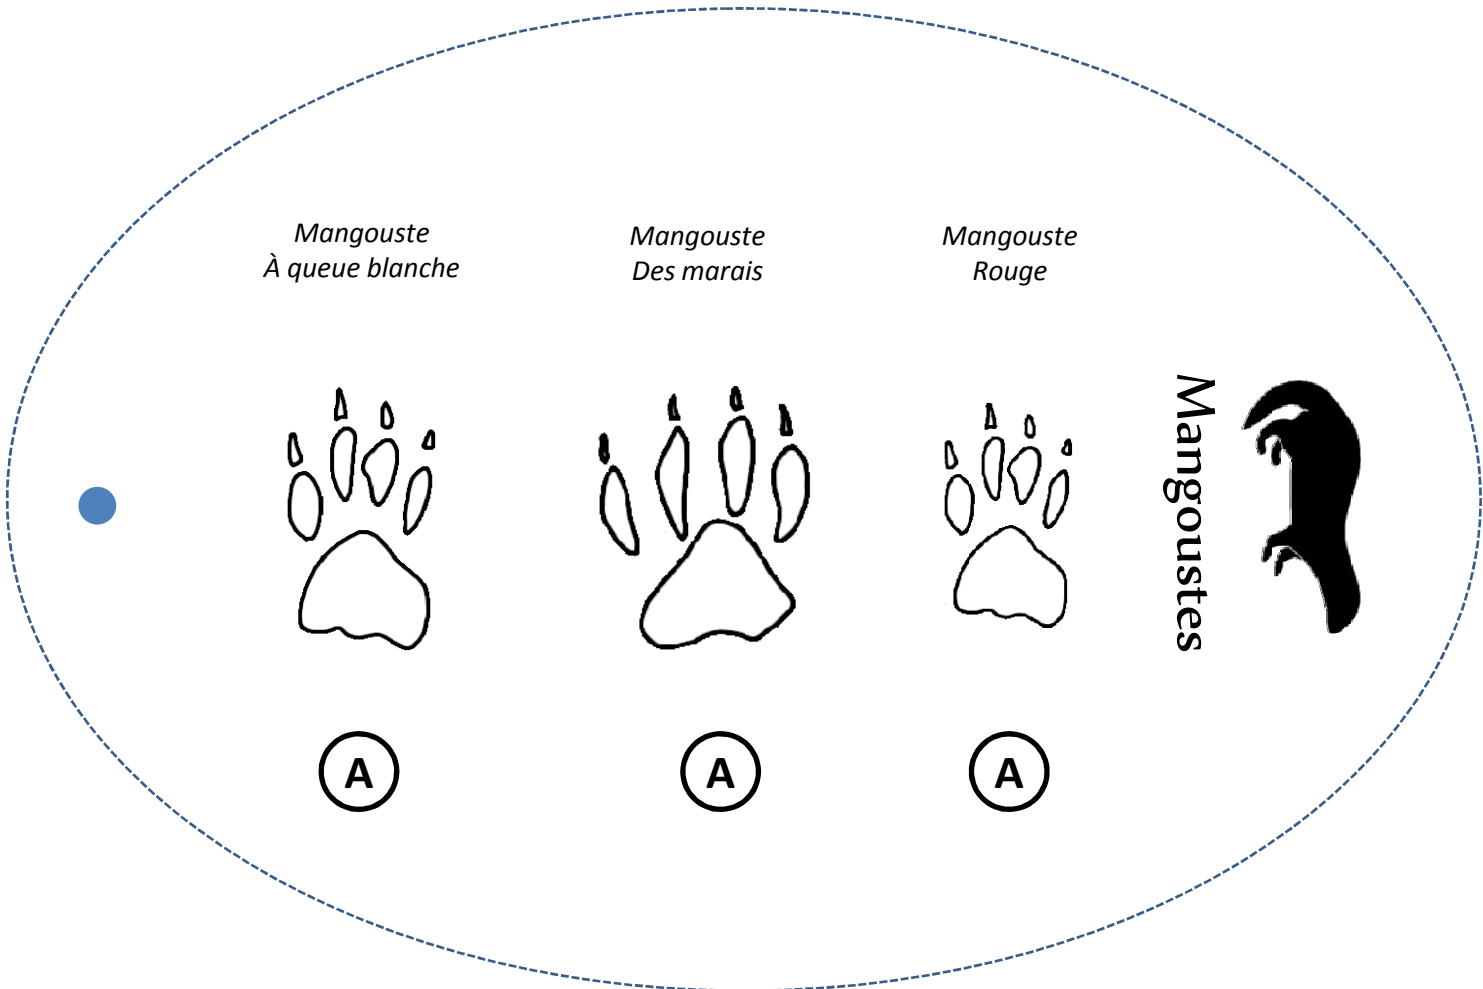 Mangouste
À queue blanche
Mangouste
Des marais
Mangouste
Rouge
Mangoustes
A
A
A